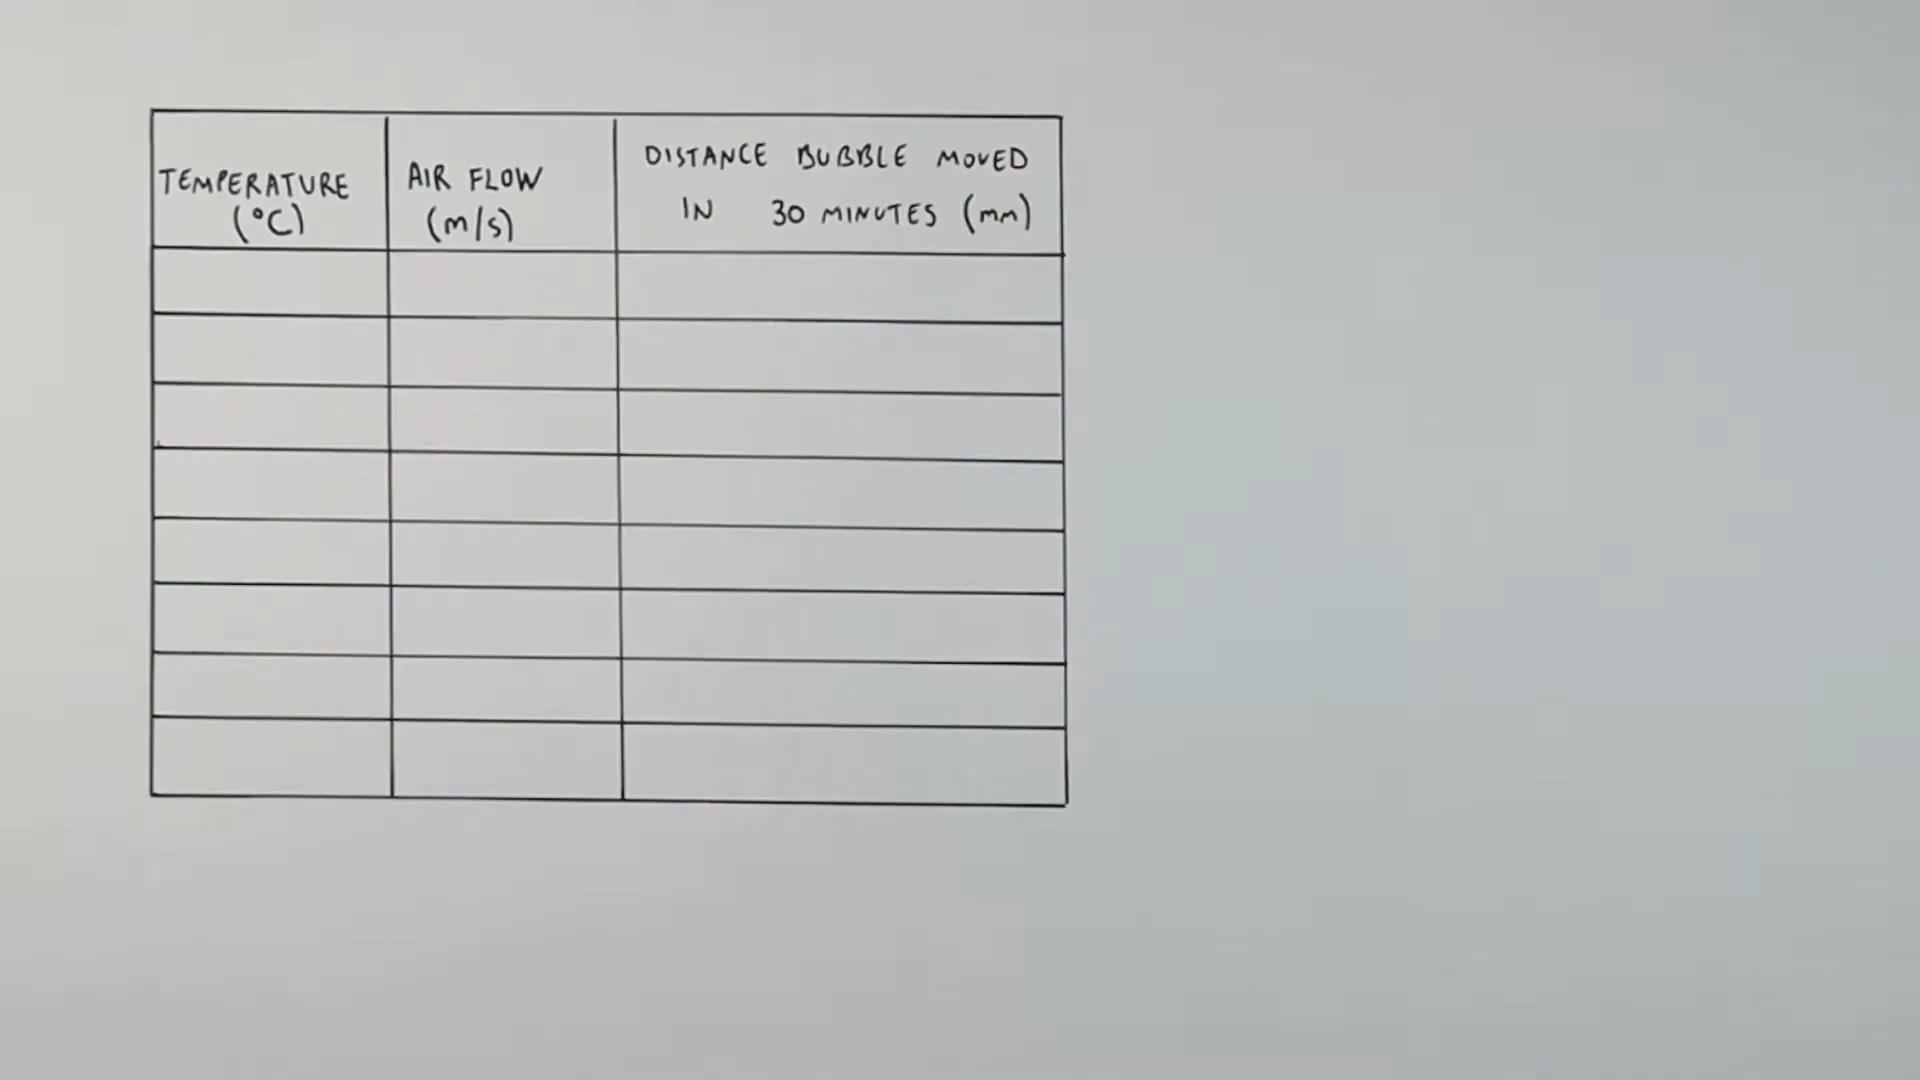 TEMPERATURE
(°C)
AIR FLOW
(m/s)
DISTANCE BUBBLE MOVED
IN 30 MINUTES (mm)